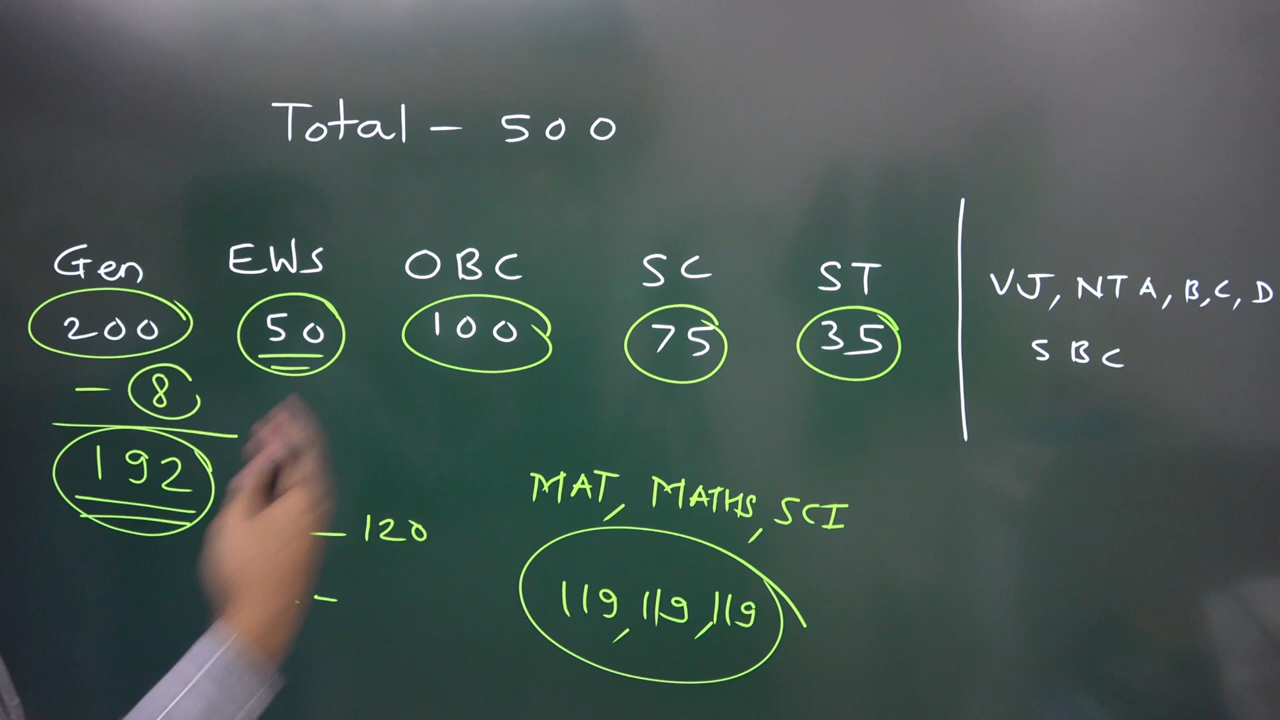 Total - 500
Gen EWS OBC SC ST
VJ, NT A, B, C, D
200 50 100 75 35
SBC
- 8
192
MAT, MATHS, SCI
- 120
119, 119, 119
-